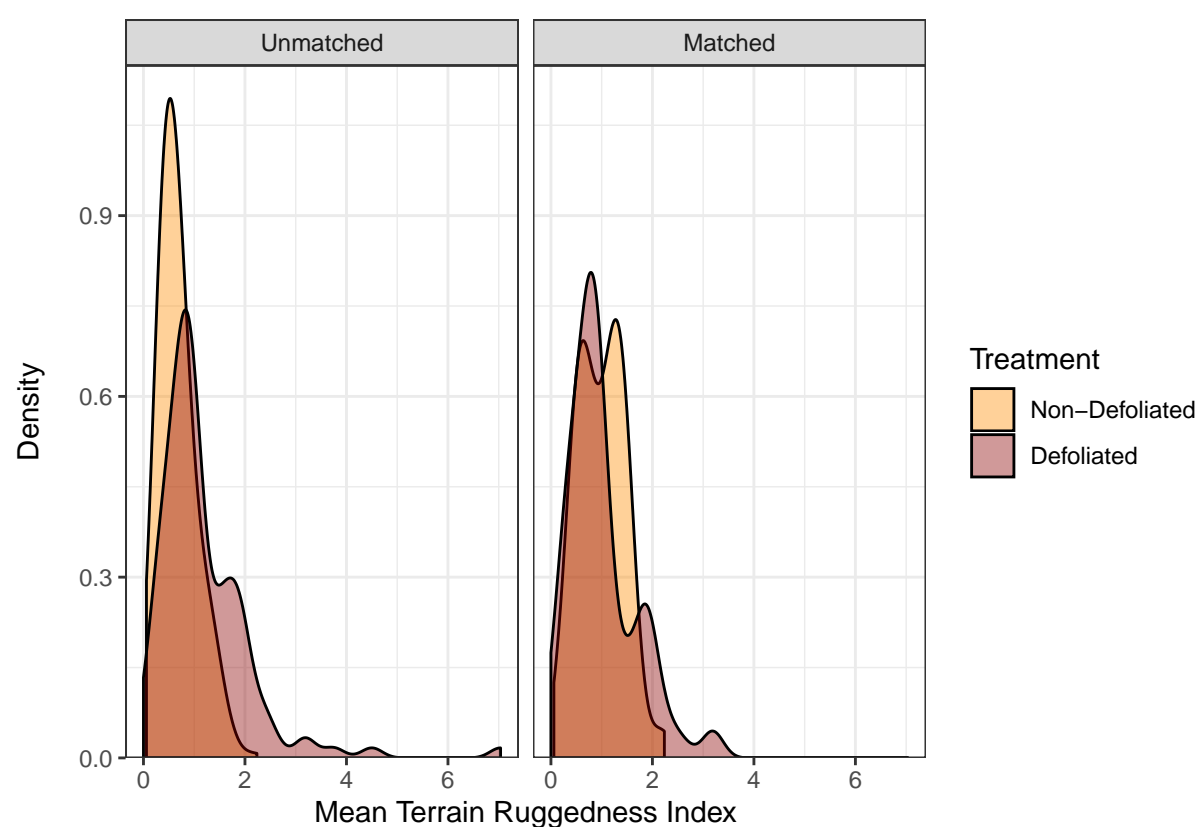 Unmatched
Matched
0.9
0.6
0.3
0.0
Density
0 2 4 6
0 2 4 6
Mean Terrain Ruggedness Index
Treatment
Non−Defoliated
Defoliated